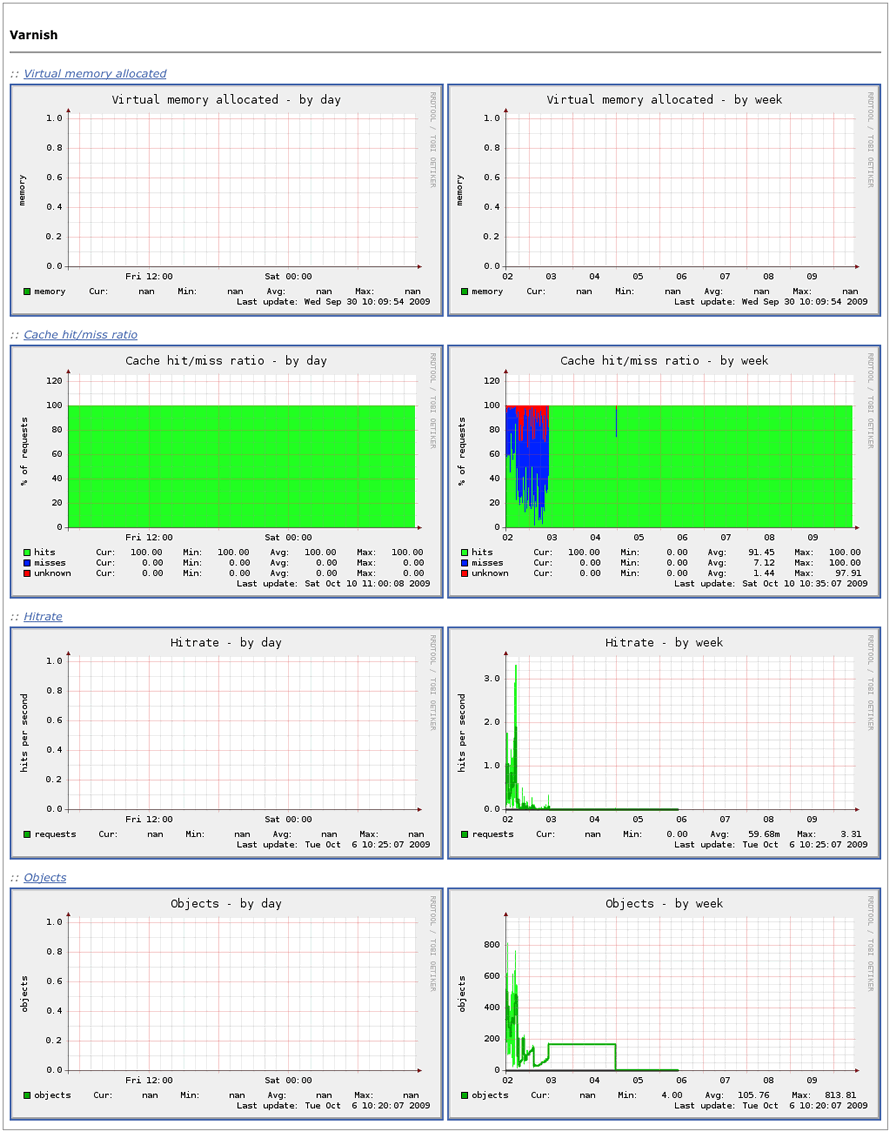 Varnish
:: Virtual memory allocated
Virtual memory allocated - by day
RRDTOOL / TOBI OETIKER
memory
1.0
0.8
0.6
0.4
0.2
0.0
Fri 12:00 Sat 00:00
memory Cur: nan Min: nan Avg: nan Max: nan
Last update: Wed Sep 30 10:09:54 2009
Virtual memory allocated - by week
RRDTOOL / TOBI OETIKER
memory
1.0
0.8
0.6
0.4
0.2
0.0
02 03 04 05 06 07 08 09
memory Cur: nan Min: nan Avg: nan Max: nan
Last update: Wed Sep 30 10:09:54 2009
:: Cache hit/miss ratio
Cache hit/miss ratio - by day
RRDTOOL / TOBI OETIKER
% of requests
120
100
80
60
40
20
0
Fri 12:00 Sat 00:00
hits Cur: 100.00 Min: 100.00 Avg: 100.00 Max: 100.00
misses Cur: 0.00 Min: 0.00 Avg: 0.00 Max: 0.00
unknown Cur: 0.00 Min: 0.00 Avg: 0.00 Max: 0.00
Last update: Sat Oct 10 11:00:08 2009
Cache hit/miss ratio - by week
RRDTOOL / TOBI OETIKER
% of requests
120
100
80
60
40
20
0
02 03 04 05 06 07 08 09
hits Cur: 100.00 Min: 0.00 Avg: 91.45 Max: 100.00
misses Cur: 0.00 Min: 0.00 Avg: 7.12 Max: 100.00
unknown Cur: 0.00 Min: 0.00 Avg: 1.44 Max: 97.91
Last update: Sat Oct 10 10:35:07 2009
:: Hitrate
Hitrate - by day
RRDTOOL / TOBI OETIKER
hits per second
1.0
0.8
0.6
0.4
0.2
0.0
Fri 12:00 Sat 00:00
requests Cur: nan Min: nan Avg: nan Max: nan
Last update: Tue Oct 6 10:25:07 2009
Hitrate - by week
RRDTOOL / TOBI OETIKER
hits per second
3.0
2.0
1.0
0.0
02 03 04 05 06 07 08 09
requests Cur: nan Min: 0.00 Avg: 59.68m Max: 3.31
Last update: Tue Oct 6 10:25:07 2009
:: Objects
Objects - by day
RRDTOOL / TOBI OETIKER
objects
1.0
0.8
0.6
0.4
0.2
0.0
Fri 12:00 Sat 00:00
objects Cur: nan Min: nan Avg: nan Max: nan
Last update: Tue Oct 6 10:20:07 2009
Objects - by week
RRDTOOL / TOBI OETIKER
objects
800
600
400
200
0
02 03 04 05 06 07 08 09
objects Cur: nan Min: 4.00 Avg: 105.76 Max: 813.81
Last update: Tue Oct 6 10:20:07 2009